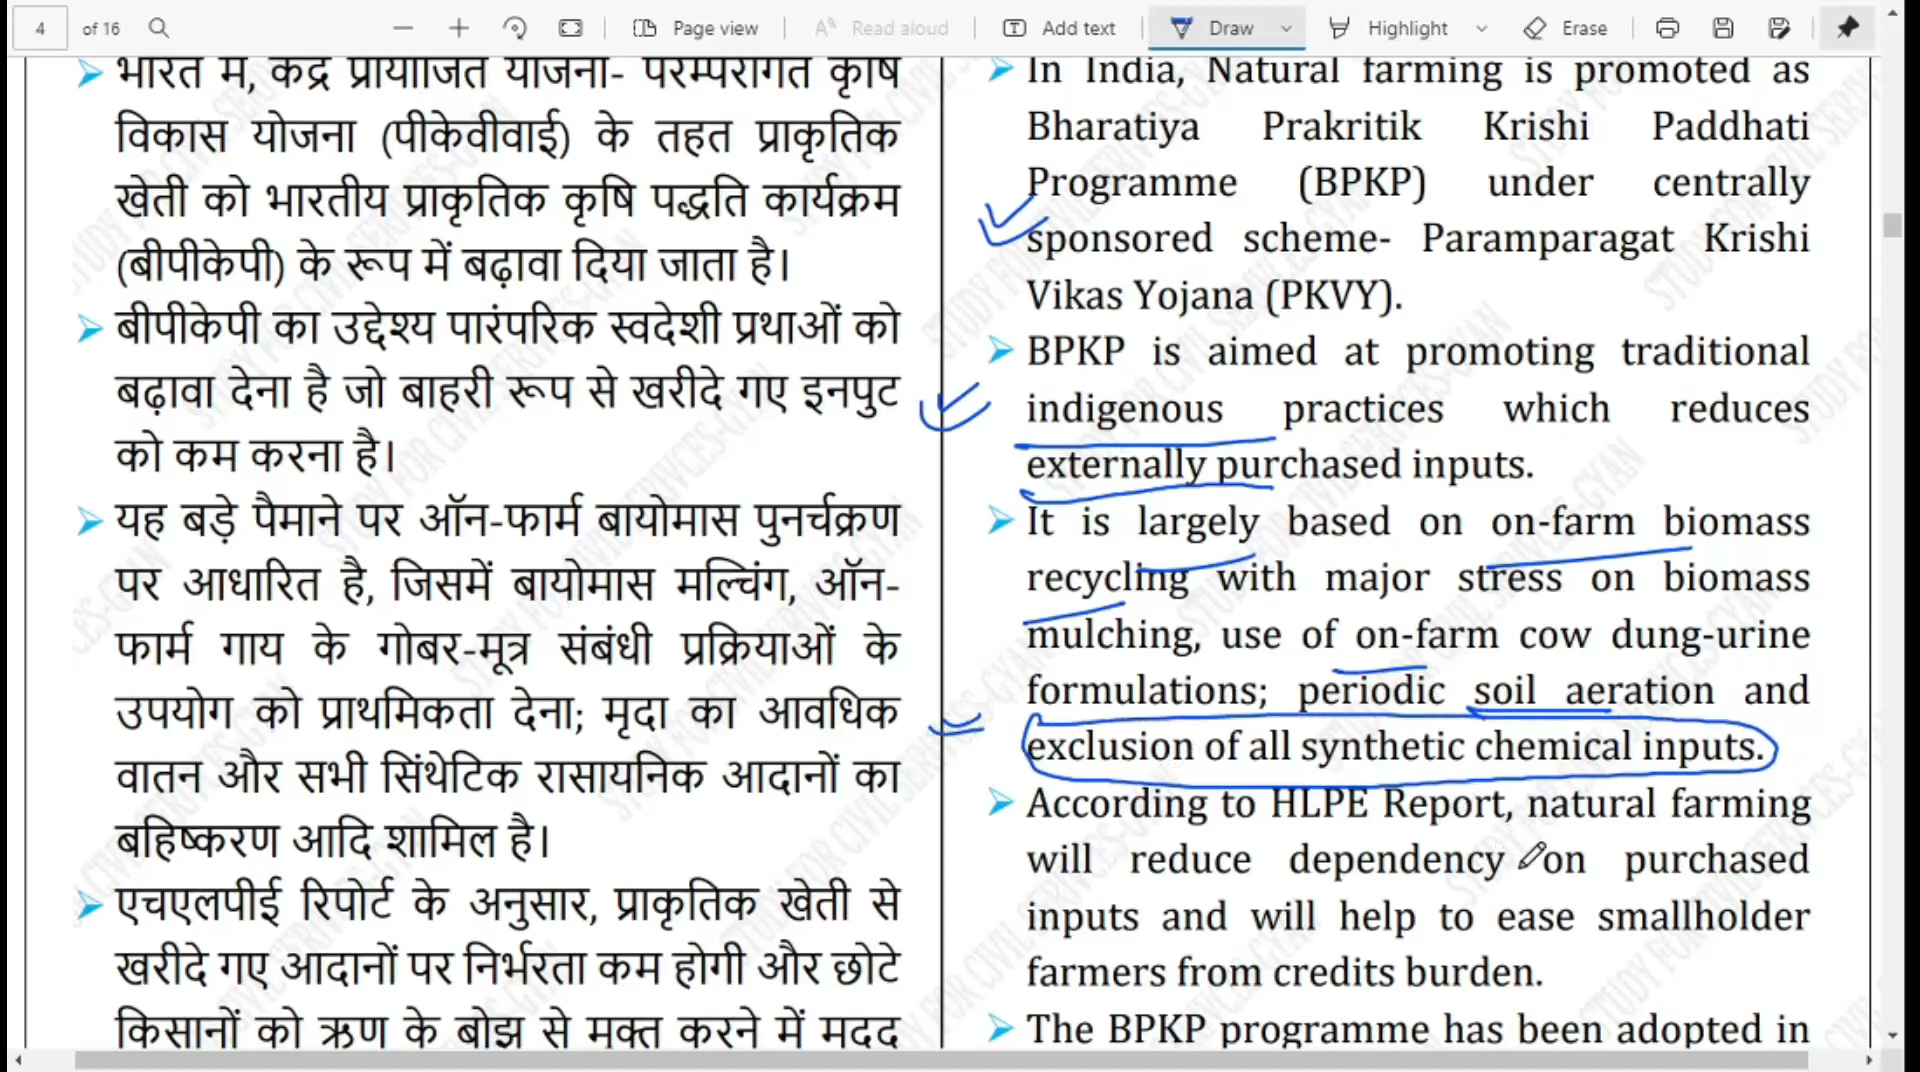 4 of 16 Page view Read aloud Add text Draw Highlight Erase
भारत में, केंद्र प्रायोजित योजना- परम्परागत कृषि
विकास योजना (पीकेवीवाई) के तहत प्राकृतिक
खेती को भारतीय प्राकृतिक कृषि पद्धति कार्यक्रम
(बीपीकेपी) के रूप में बढ़ावा दिया जाता है।
बीपीकेपी का उद्देश्य पारंपरिक स्वदेशी प्रथाओं को
बढ़ावा देना है जो बाहरी रूप से खरीदे गए इनपुट
को कम करना है।
यह बड़े पैमाने पर ऑन-फार्म बायोमास पुनर्चक्रण
पर आधारित है, जिसमें बायोमास मल्चिंग, ऑन-
फार्म गाय के गोबर-मूत्र संबंधी प्रक्रियाओं के
उपयोग को प्राथमिकता देना; मृदा का आवधिक
वातन और सभी सिंथेटिक रासायनिक आदानों का
बहिष्करण आदि शामिल है।
एचएलपीई रिपोर्ट के अनुसार, प्राकृतिक खेती से
खरीदे गए आदानों पर निर्भरता कम होगी और छोटे
किसानों को ऋण के बोझ से मुक्त करने में मदद
In India, Natural farming is promoted as
Bharatiya Prakritik Krishi Paddhati
Programme (BPKP) under centrally
sponsored scheme- Paramparagat Krishi
Vikas Yojana (PKVY).
BPKP is aimed at promoting traditional
indigenous practices which reduces
externally purchased inputs.
It is largely based on on-farm biomass
recycling with major stress on biomass
mulching, use of on-farm cow dung-urine
formulations; periodic soil aeration and
exclusion of all synthetic chemical inputs.
According to HLPE Report, natural farming
will reduce dependency on purchased
inputs and will help to ease smallholder
farmers from credits burden.
The BPKP programme has been adopted in